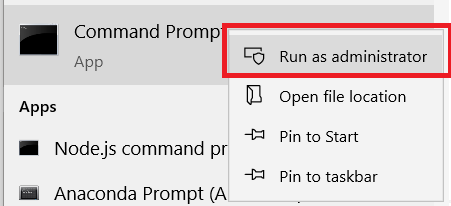 Command Prompt
App
Run as administrator
Open file location
Pin to Start
Pin to taskbar
Apps
Node.js command pr
Anaconda Prompt (A